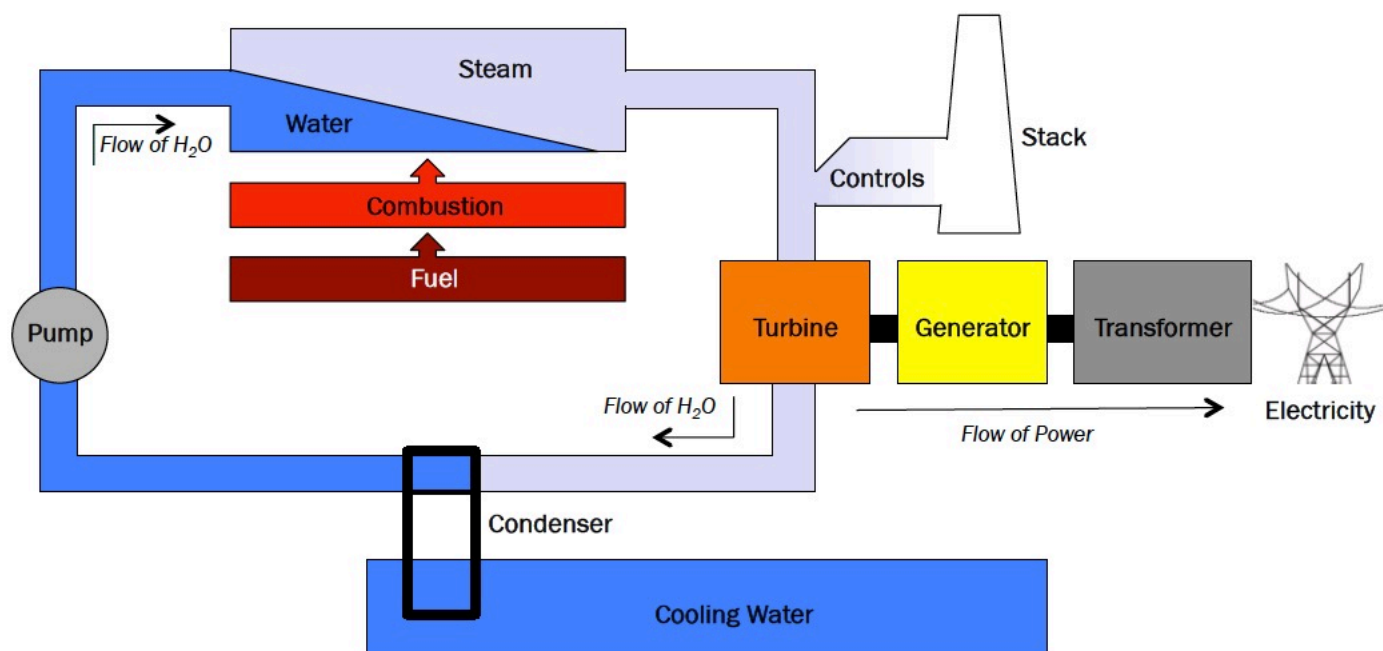 Steam
Water
Flow of H₂O
Stack
Controls
Combustion
Fuel
Pump
Turbine
Generator
Transformer
Flow of H₂O
Electricity
Flow of Power
Condenser
Cooling Water